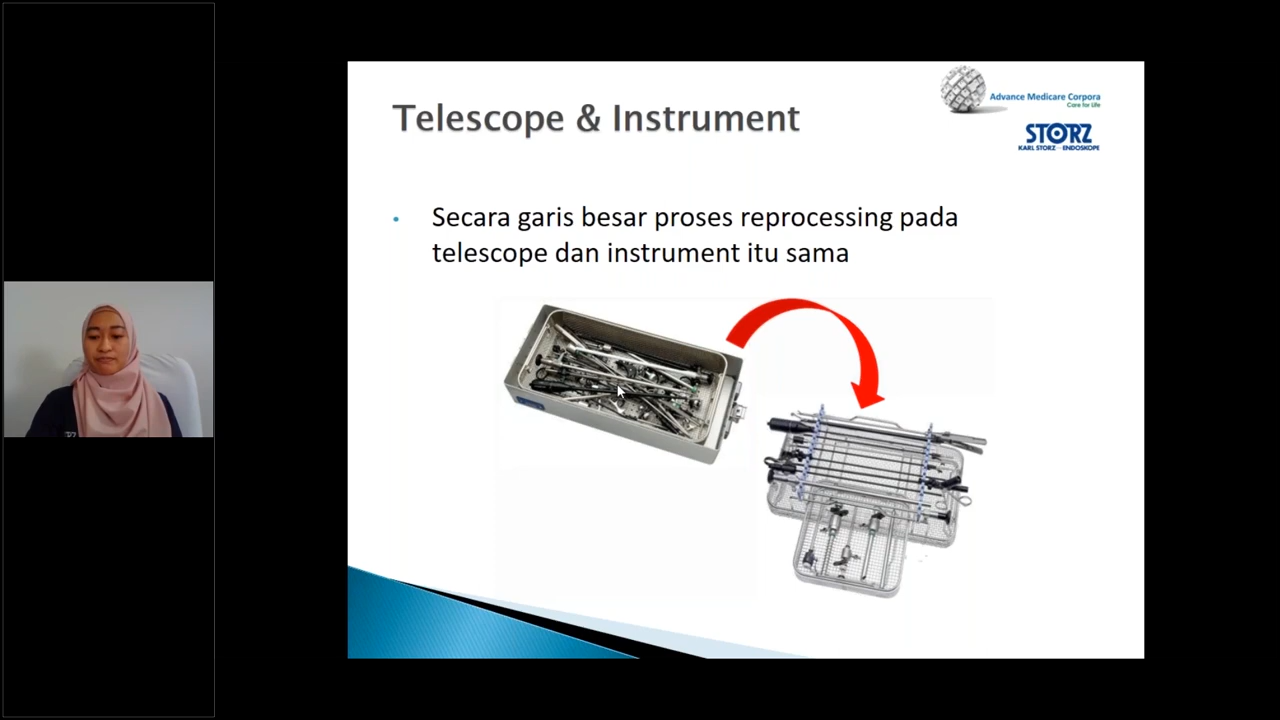 Telescope & Instrument
Advance Medicare Corpora
Care for Life
STORZ
KARL STORZ - ENDOSKOPE
• Secara garis besar proses reprocessing pada
telescope dan instrument itu sama